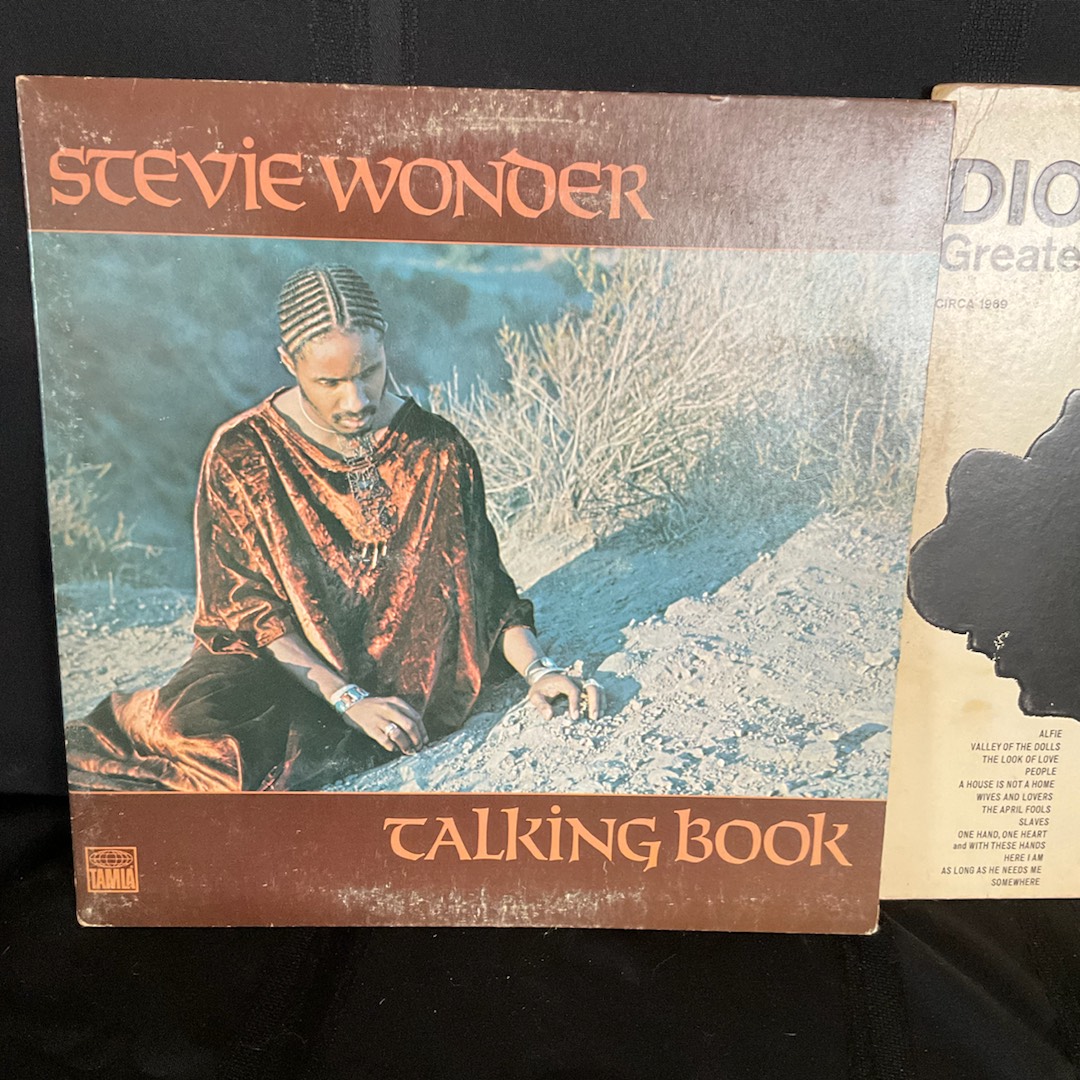 STEVIE WONDER
TALKING BOOK
TAMLA
DIO
Greate
CIRCA 1969
ALFIE
VALLEY OF THE DOLLS
THE LOOK OF LOVE
PEOPLE
A HOUSE IS NOT A HOME
WIVES AND LOVERS
THE APRIL FOOLS
SLAVES
ONE HAND, ONE HEART
and WITH THESE HANDS
HERE I AM
AS LONG AS HE NEEDS ME
SOMEWHERE